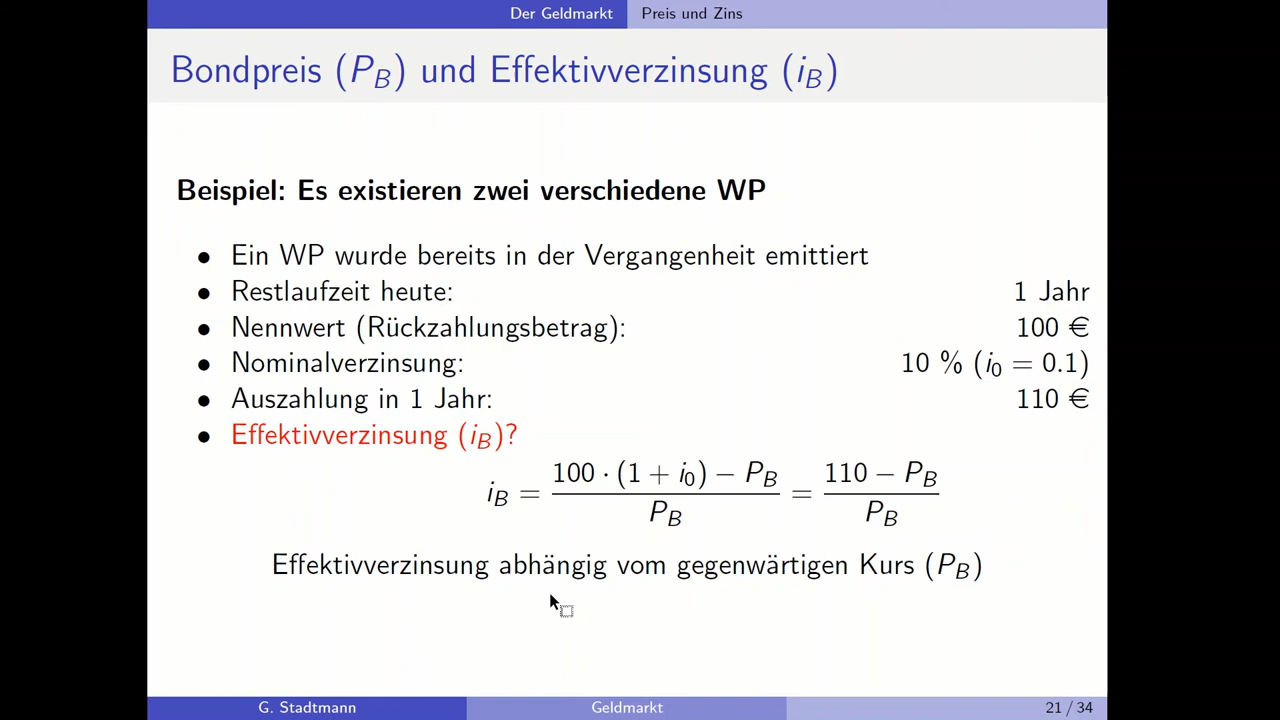 Der Geldmarkt Preis und Zins
Bondpreis (P_B) und Effektivverzinsung (i_B)
Beispiel: Es existieren zwei verschiedene WP
• Ein WP wurde bereits in der Vergangenheit emittiert
• Restlaufzeit heute: 1 Jahr
• Nennwert (Rückzahlungsbetrag): 100 €
• Nominalverzinsung: 10 % (i_0 = 0.1)
• Auszahlung in 1 Jahr: 110 €
• Effektivverzinsung (i_B)?
i_B = (100 · (1 + i_0) − P_B) / P_B = (110 − P_B) / P_B
Effektivverzinsung abhängig vom gegenwärtigen Kurs (P_B)
G. Stadtmann Geldmarkt 21 / 34